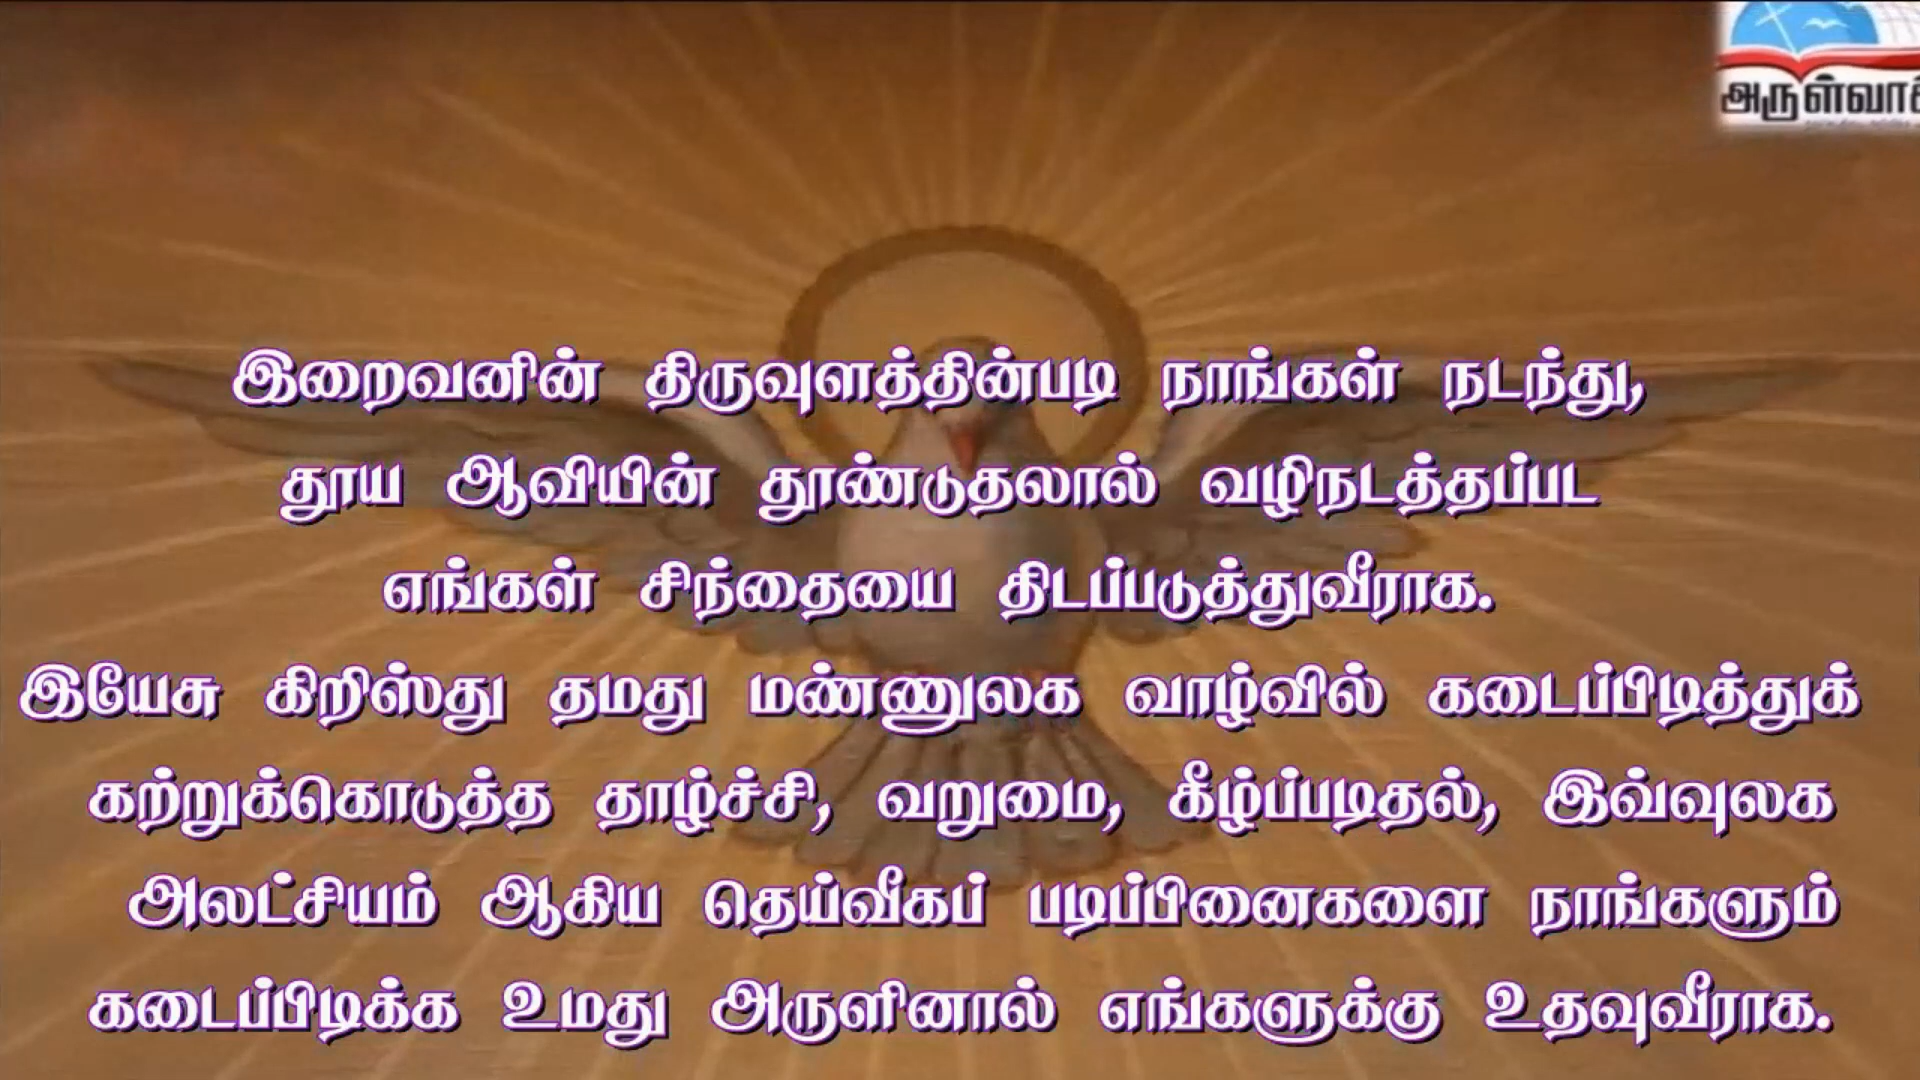 இறைவனின் திருவுளத்தின்படி நாங்கள் நடந்து,
தூய ஆவியின் தூண்டுதலால் வழிநடத்தப்பட
எங்கள் சிந்தையை திடப்படுத்துவீராக.
இயேசு கிறிஸ்து தமது மண்ணுலக வாழ்வில் கடைப்பிடித்துக்
கற்றுக்கொடுத்த தாழ்ச்சி, வறுமை, கீழ்ப்படிதல், இவ்வுலக
அலட்சியம் ஆகிய தெய்வீகப் படிப்பினைகளை நாங்களும்
கடைப்பிடிக்க உமது அருளினால் எங்களுக்கு உதவுவீராக.